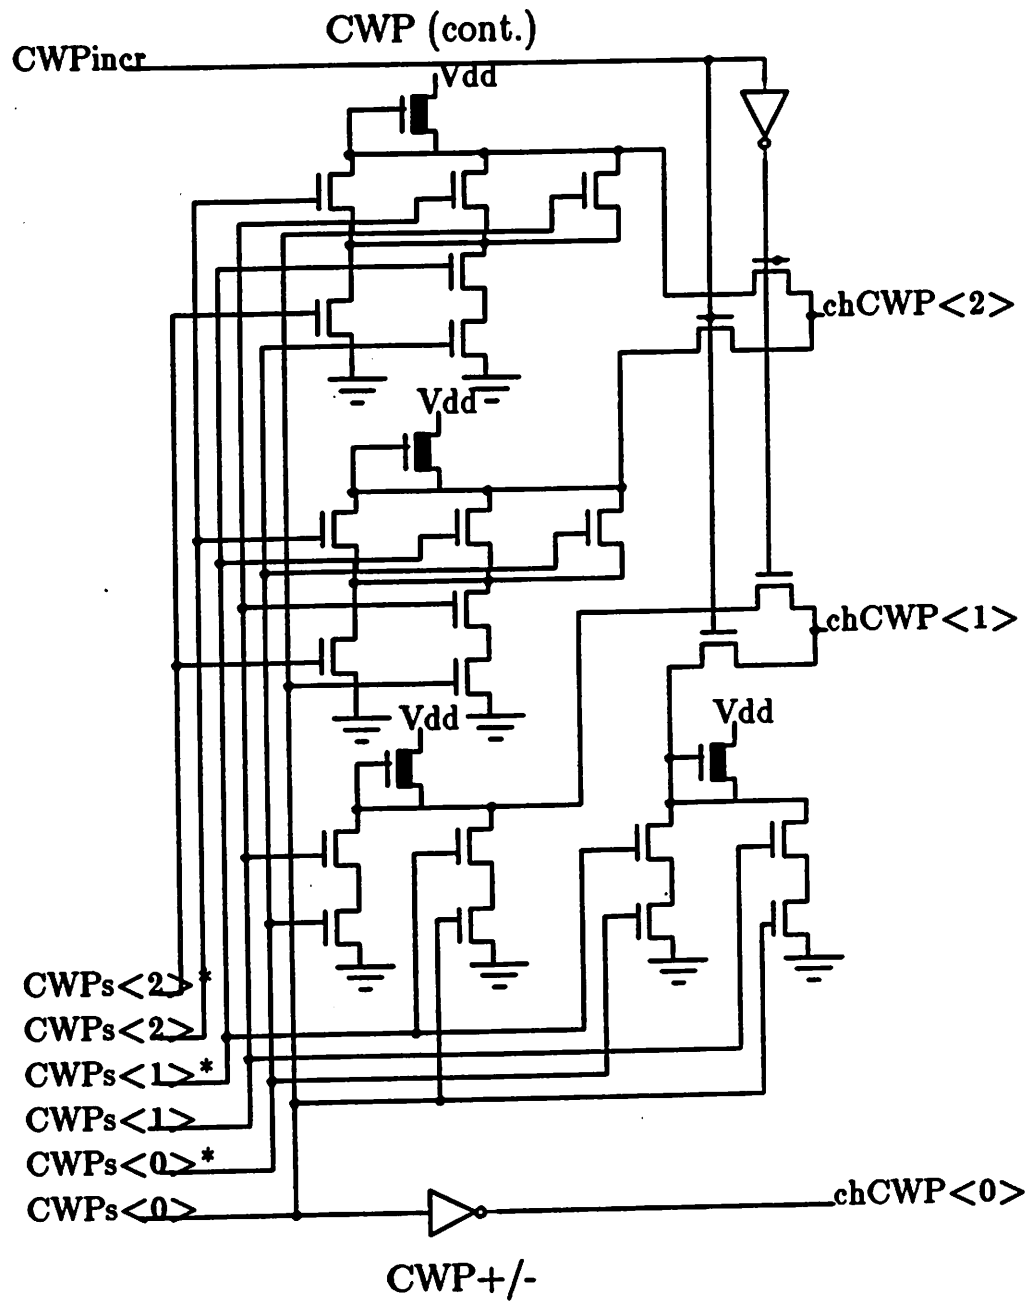 CWP (cont.)
CWPincr
Vdd
chCWP<2>
Vdd
chCWP<1>
Vdd
Vdd
CWPs<2>*
CWPs<2>
CWPs<1>*
CWPs<1>
CWPs<0>*
CWPs<0>
chCWP<0>
CWP+/-